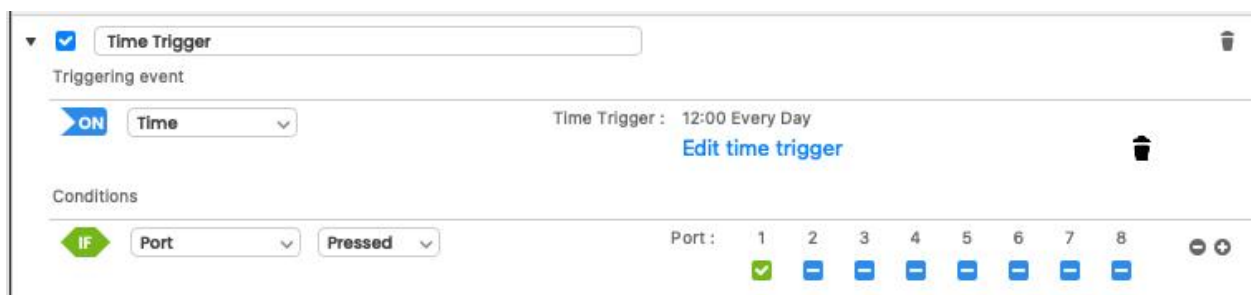 Time Trigger
Triggering event
ON Time Time Trigger : 12:00 Every Day
Edit time trigger
Conditions
IF Port Pressed Port : 1 2 3 4 5 6 7 8